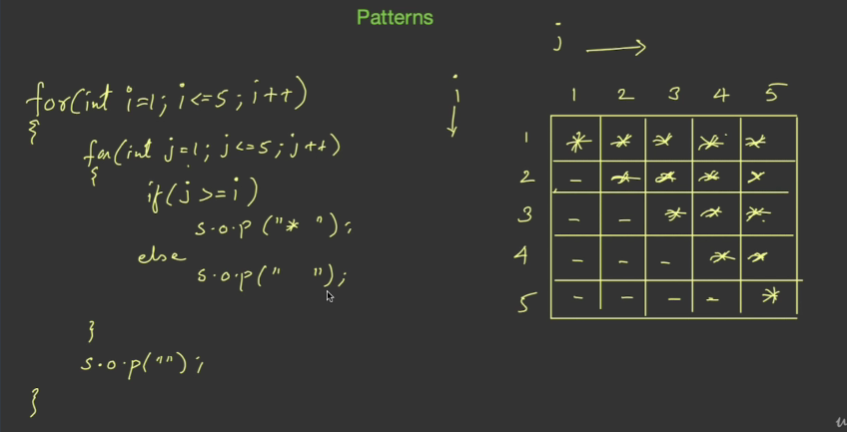 Patterns
for(int i=1; i<=5; i++)
{
for(int j=1; j<=5; j++)
{
if(j>=i)
s.o.p("* ");
else
s.o.p("  ");
}
s.o.p("");
}
j →
i ↓
1 2 3 4 5
1 * * * * *
2 - * * * *
3 - - * * *
4 - - - * *
5 - - - - *